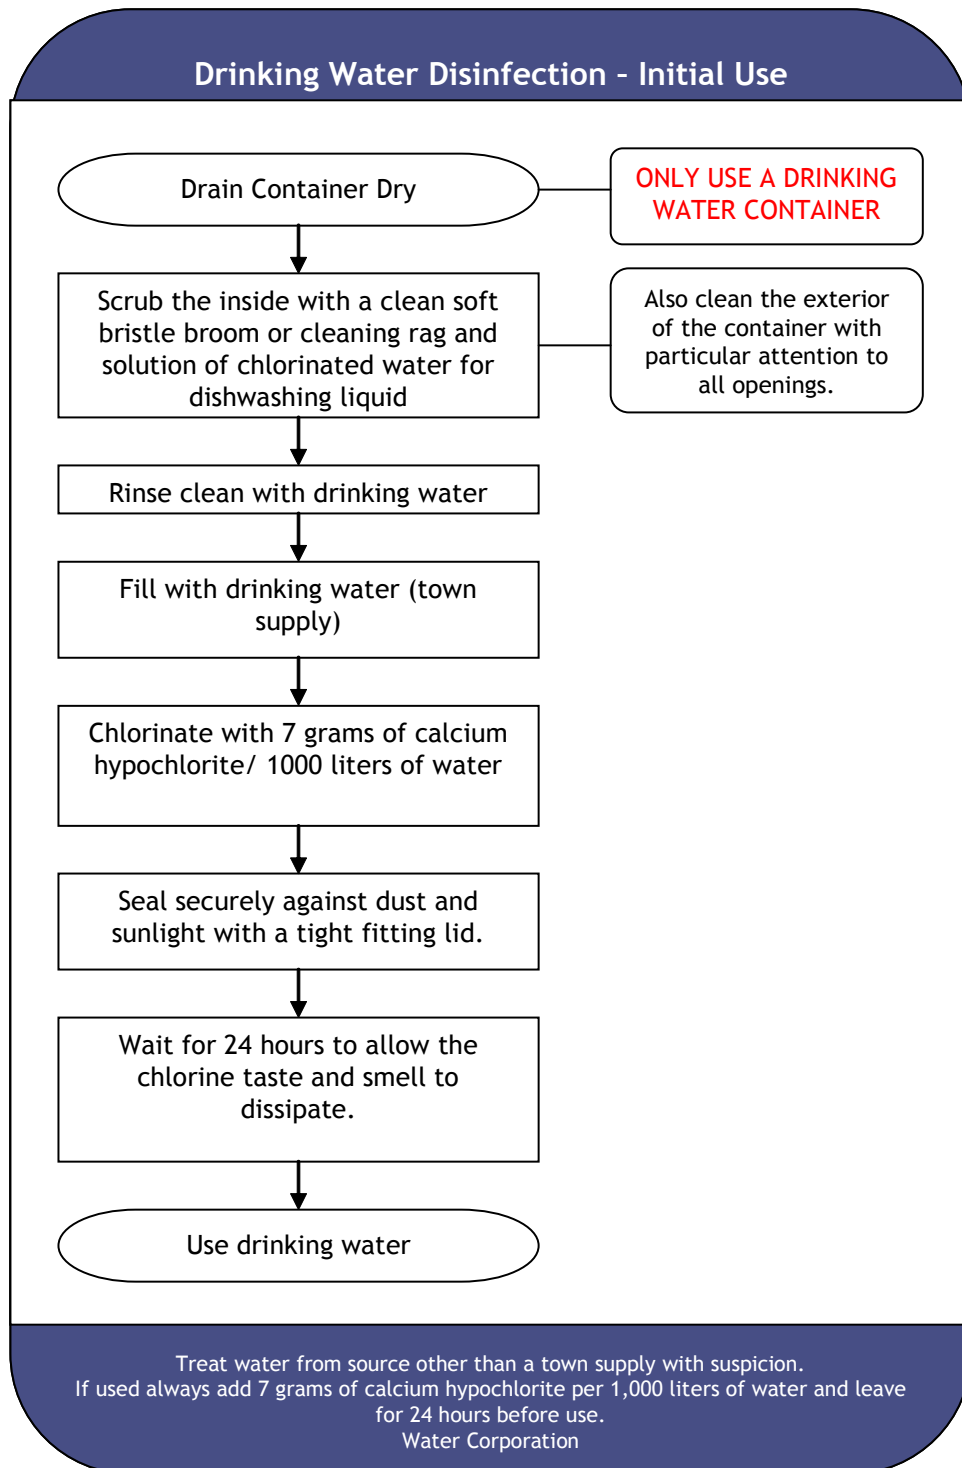 Drinking Water Disinfection – Initial Use
Drain Container Dry
ONLY USE A DRINKING
WATER CONTAINER
Scrub the inside with a clean soft
bristle broom or cleaning rag and
solution of chlorinated water for
dishwashing liquid
Also clean the exterior
of the container with
particular attention to
all openings.
Rinse clean with drinking water
Fill with drinking water (town
supply)
Chlorinate with 7 grams of calcium
hypochlorite/ 1000 liters of water
Seal securely against dust and
sunlight with a tight fitting lid.
Wait for 24 hours to allow the
chlorine taste and smell to
dissipate.
Use drinking water
Treat water from source other than a town supply with suspicion.
If used always add 7 grams of calcium hypochlorite per 1,000 liters of water and leave
for 24 hours before use.
Water Corporation